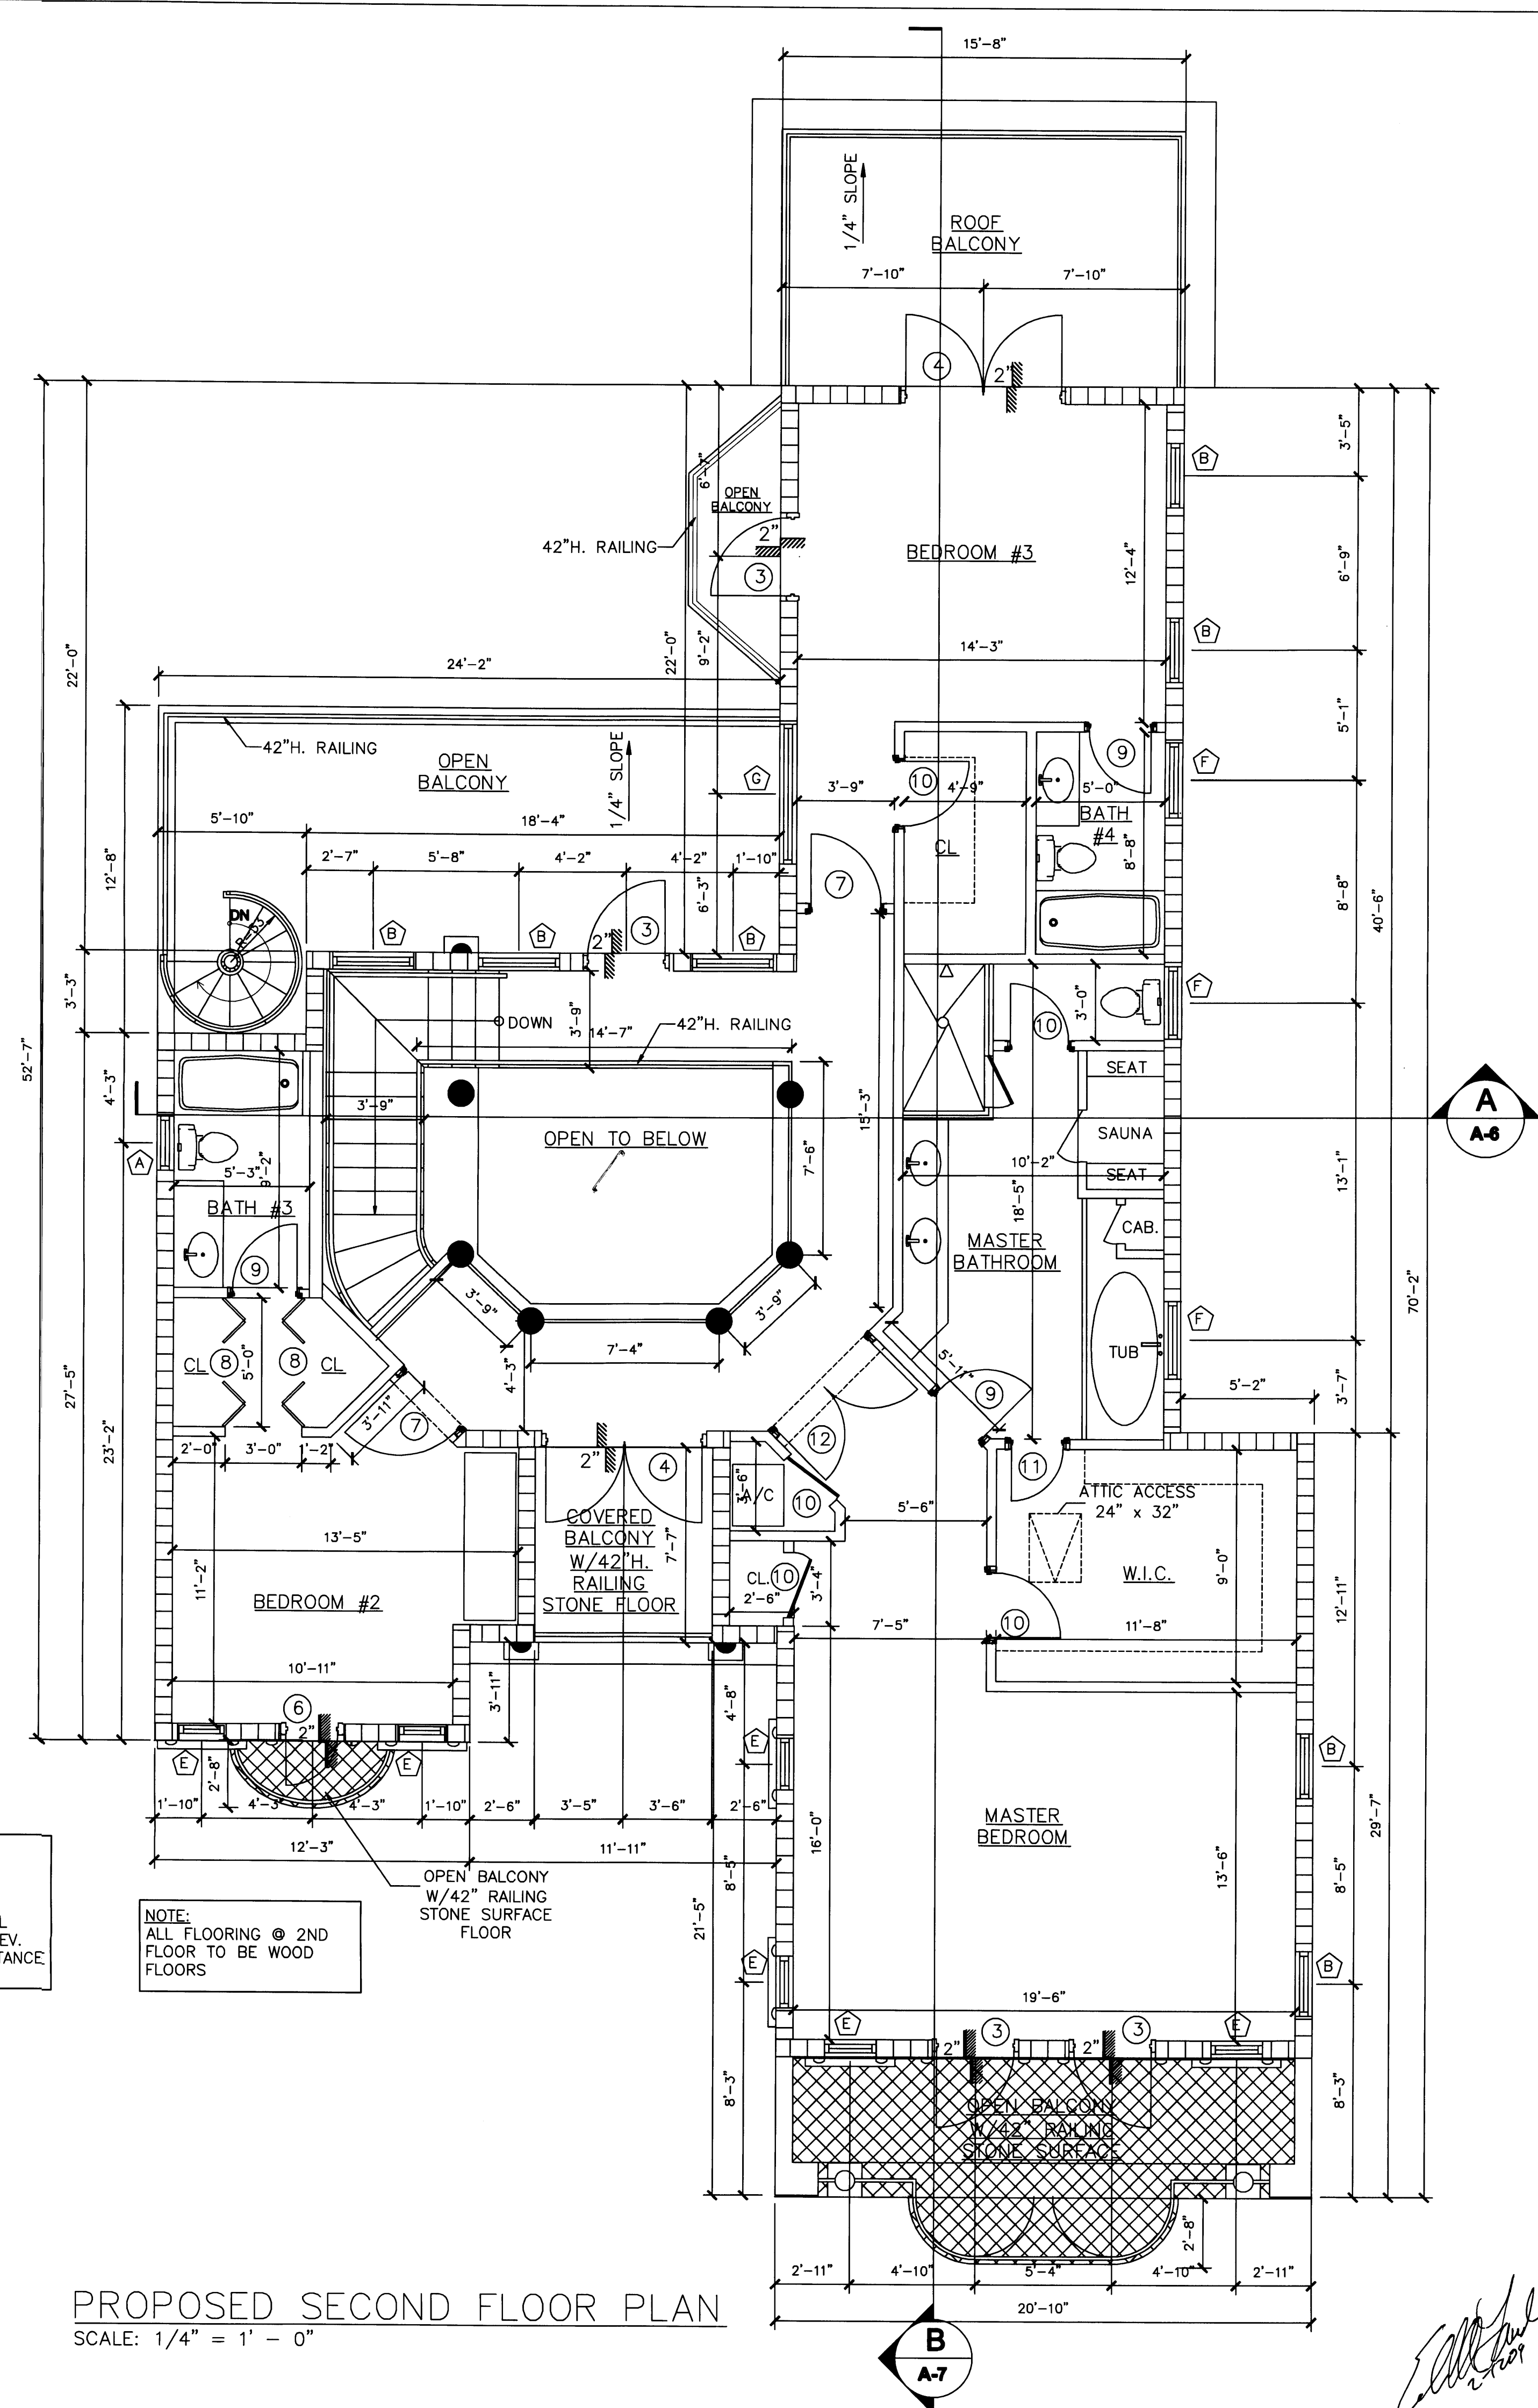 15'-8"
1/4" SLOPE
ROOF
BALCONY
7'-10"
7'-10"
4
2"
3'-5"
B
6'-7"
OPEN
BALCONY
2"
42"H. RAILING
3
BEDROOM #3
12'-4"
6'-9"
B
22'-0"
24'-2"
22'-0"
9'-2"
14'-3"
5'-1"
42"H. RAILING
OPEN
BALCONY
1/4" SLOPE
G
10
9
F
3'-9"
4'-9"
5'-0"
BATH
#4
5'-10"
18'-4"
CL
8'-8"
2'-7"
5'-8"
4'-2"
4'-2"
1'-10"
12'-8"
7
8'-8"
40'-6"
DN
6'-3"
B
B
2"
3
B
3'-3"
52'-7"
DOWN
3'-9"
14'-7"
42"H. RAILING
10
3'-0"
F
4'-3"
SEAT
3'-9"
15'-3"
A
A-6
SAUNA
OPEN TO BELOW
7'-6"
10'-2"
SEAT
A
5'-3"
9'-2"
18'-5"
13'-1"
BATH #3
CAB.
MASTER
BATHROOM
9
70'-2"
3'-9"
3'-9"
F
CL
8
5'-0"
8
CL
7'-4"
TUB
5'-11"
4'-3"
5'-2"
3'-7"
27'-5"
23'-2"
3'-11"
7
9
12
2'-0"
3'-0"
1'-2"
2"
4
11
3'-6"
A/C
10
ATTIC ACCESS
24" x 32"
5'-6"
COVERED
BALCONY
W/42"H.
RAILING
STONE FLOOR
7'-7"
13'-5"
11'-2"
BEDROOM #2
CL.
10
2'-6"
3'-4"
W.I.C.
9'-0"
12'-11"
10
7'-5"
11'-8"
10'-11"
3'-11"
6
2"
4'-8"
E
2'-8"
E
E
B
1'-10"
4'-3"
4'-3"
1'-10"
2'-6"
3'-5"
3'-6"
2'-6"
MASTER
BEDROOM
16'-0"
29'-7"
12'-3"
11'-11"
13'-6"
8'-5"
8'-5"
OPEN BALCONY
W/42" RAILING
STONE SURFACE
FLOOR
21'-5"
EV.
TANCE
NOTE:
ALL FLOORING @ 2ND
FLOOR TO BE WOOD
FLOORS
E
B
19'-6"
E
3
3
E
2"
2"
8'-3"
8'-3"
OPEN BALCONY
W/42" RAILING
STONE SURFACE
2'-8"
2'-11"
4'-10"
5'-4"
4'-10"
2'-11"
20'-10"
PROPOSED SECOND FLOOR PLAN
SCALE: 1/4" = 1' - 0"
B
A-7